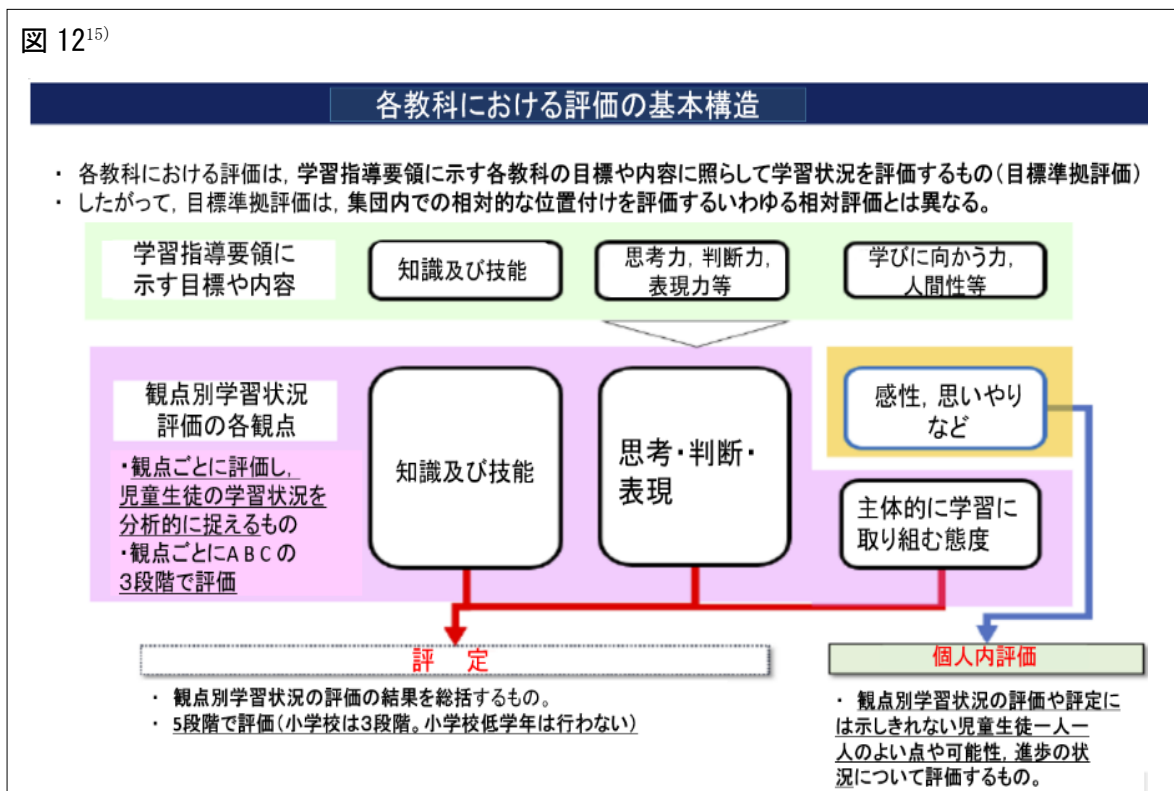 図 12 15)
各教科における評価の基本構造
・ 各教科における評価は，学習指導要領に示す各教科の目標や内容に照らして学習状況を評価するもの（目標準拠評価）
・ したがって，目標準拠評価は，集団内での相対的な位置付けを評価するいわゆる相対評価とは異なる。
学習指導要領に
示す目標や内容
知識及び技能
思考力，判断力，
表現力等
学びに向かう力，
人間性等
観点別学習状況
評価の各観点
・観点ごとに評価し，
児童生徒の学習状況を
分析的に捉えるもの
・観点ごとにＡＢＣの
３段階で評価
知識及び技能
思考・判断・
表現
感性，思いやり
など
主体的に学習に
取り組む態度
評　定
・ 観点別学習状況の評価の結果を総括するもの。
・ 5段階で評価（小学校は３段階。小学校低学年は行わない）
個人内評価
・ 観点別学習状況の評価や評定に
は示しきれない児童生徒一人一
人のよい点や可能性，進歩の状
況について評価するもの。